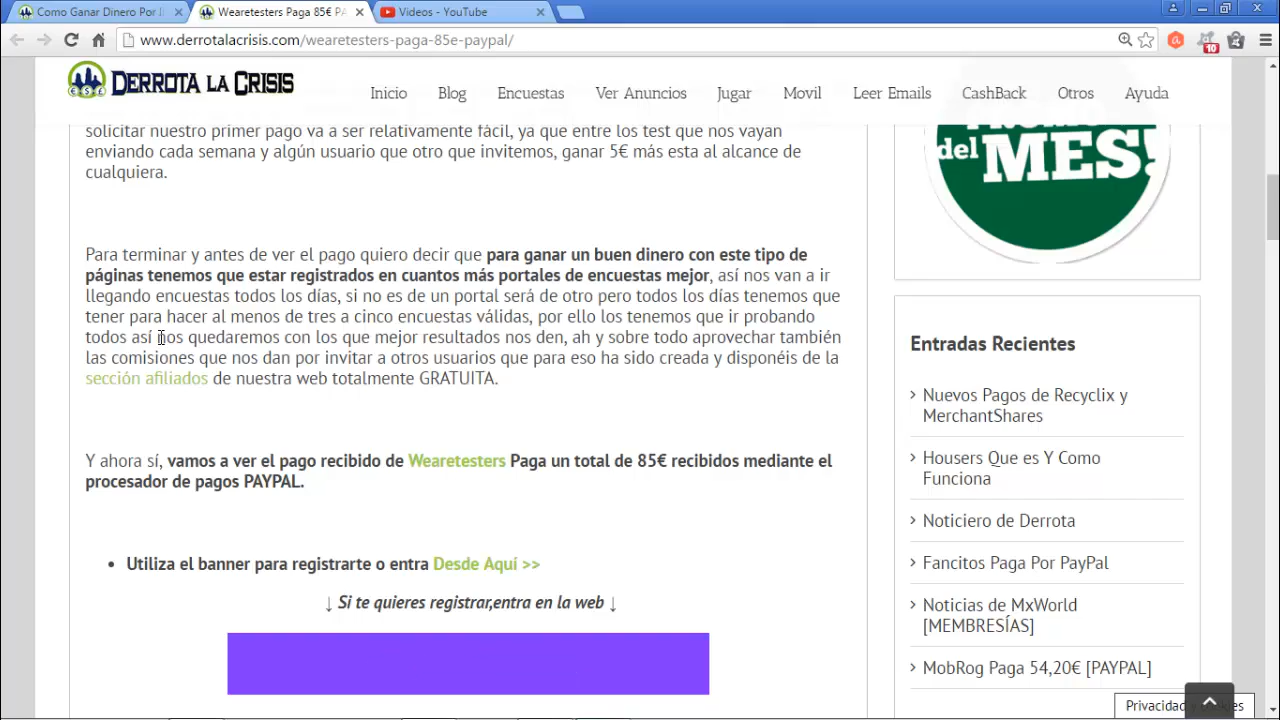 Como Ganar Dinero Por I
Wearetesters Paga 85€ PA
Videos - YouTube
www.derrotalacrisis.com/wearetesters-paga-85e-paypal/
10
DERROTA LA CRISIS
Inicio
Blog
Encuestas
Ver Anuncios
Jugar
Movil
Leer Emails
CashBack
Otros
Ayuda
solicitar nuestro primer pago va a ser relativamente fácil, ya que entre los test que nos vayan
enviando cada semana y algún usuario que otro que invitemos, ganar 5€ más esta al alcance de
cualquiera.
Para terminar y antes de ver el pago quiero decir que para ganar un buen dinero con este tipo de
páginas tenemos que estar registrados en cuantos más portales de encuestas mejor, así nos van a ir
llegando encuestas todos los días, si no es de un portal será de otro pero todos los días tenemos que
tener para hacer al menos de tres a cinco encuestas válidas, por ello los tenemos que ir probando
todos así nos quedaremos con los que mejor resultados nos den, ah y sobre todo aprovechar también
las comisiones que nos dan por invitar a otros usuarios que para eso ha sido creada y disponéis de la
sección afiliados de nuestra web totalmente GRATUITA.
Y ahora sí, vamos a ver el pago recibido de Wearetesters Paga un total de 85€ recibidos mediante el
procesador de pagos PAYPAL.
• Utiliza el banner para registrarte o entra Desde Aquí >>
↓ Si te quieres registrar,entra en la web ↓
del MES!
Entradas Recientes
Nuevos Pagos de Recyclix y
MerchantShares
Housers Que es Y Como
Funciona
Noticiero de Derrota
Fancitos Paga Por PayPal
Noticias de MxWorld
[MEMBRESÍAS]
MobRog Paga 54,20€ [PAYPAL]